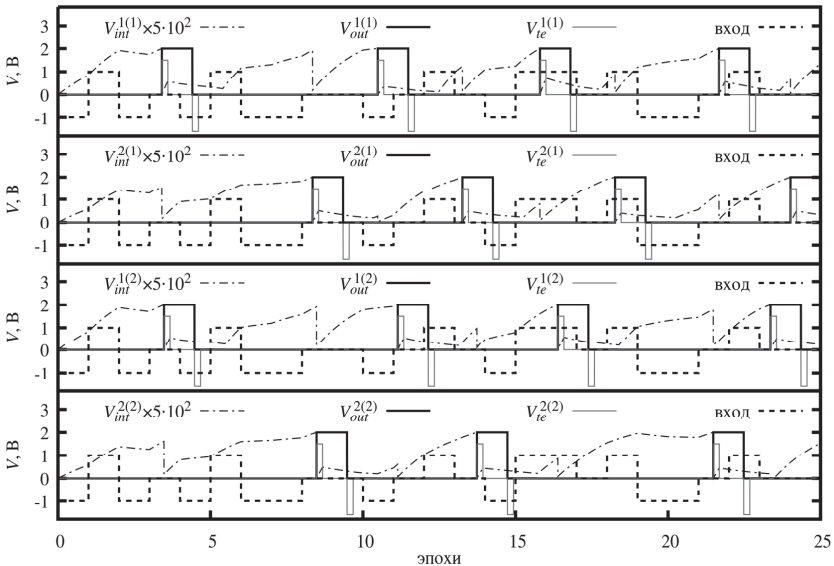 V_int^1(1)×5·10^2 V_out^1(1) V_te^1(1) вход
V, В
3
2
1
0
-1
V_int^2(1)×5·10^2 V_out^2(1) V_te^2(1) вход
V, В
3
2
1
0
-1
V_int^1(2)×5·10^2 V_out^1(2) V_te^1(2) вход
V, В
3
2
1
0
-1
V_int^2(2)×5·10^2 V_out^2(2) V_te^2(2) вход
V, В
3
2
1
0
-1
0 5 10 15 20 25
эпохи